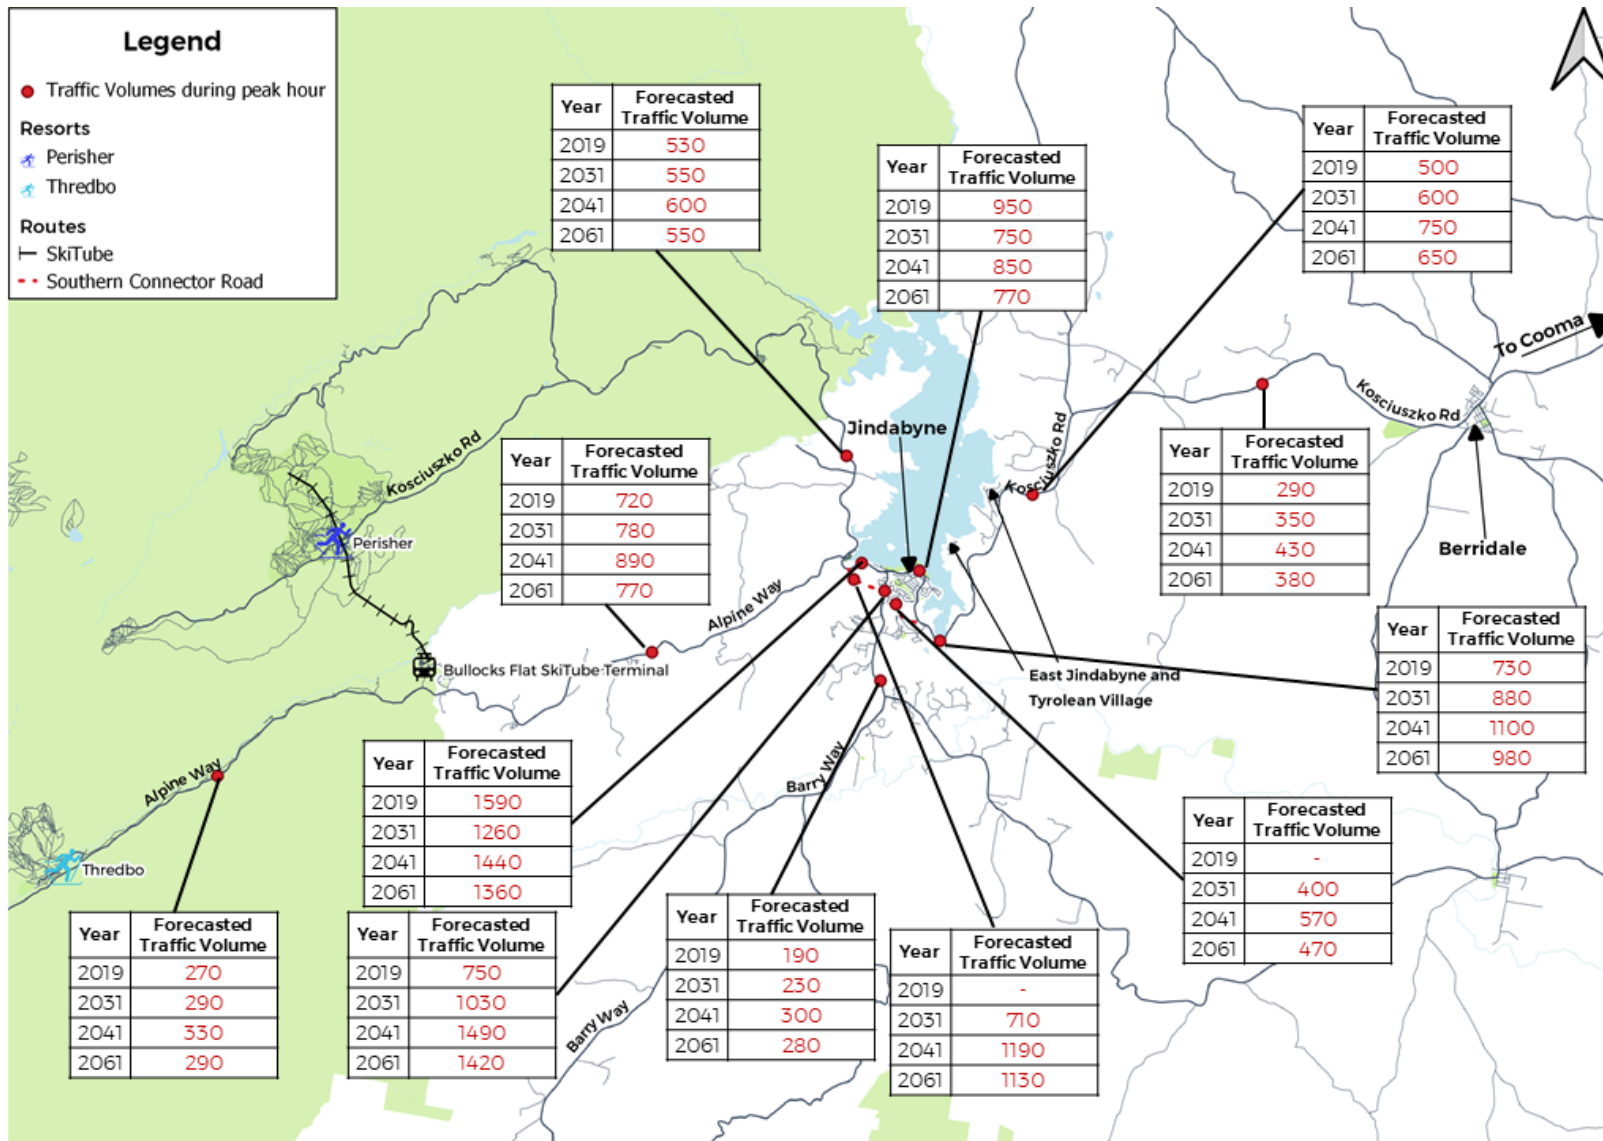 Legend
Traffic Volumes during peak hour
Resorts
Perisher
Thredbo
Routes
SkiTube
Southern Connector Road
Year Forecasted Traffic Volume
2019 530
2031 550
2041 600
2061 550
Year Forecasted Traffic Volume
2019 950
2031 750
2041 850
2061 770
Year Forecasted Traffic Volume
2019 500
2031 600
2041 750
2061 650
To Cooma
Kosciuszko Rd
Jindabyne
Kosciuszko Rd
Kosciuszko Rd
Kosciuszko Rd
Year Forecasted Traffic Volume
2019 720
2031 780
2041 890
2061 770
Year Forecasted Traffic Volume
2019 290
2031 350
2041 430
2061 380
Berridale
Perisher
Alpine Way
Bullocks Flat SkiTube Terminal
East Jindabyne and
Tyrolean Village
Year Forecasted Traffic Volume
2019 730
2031 880
2041 1100
2061 980
Alpine Way
Barry Way
Thredbo
Year Forecasted Traffic Volume
2019 1590
2031 1260
2041 1440
2061 1360
Year Forecasted Traffic Volume
2019 -
2031 400
2041 570
2061 470
Year Forecasted Traffic Volume
2019 270
2031 290
2041 330
2061 290
Year Forecasted Traffic Volume
2019 750
2031 1030
2041 1490
2061 1420
Barry Way
Year Forecasted Traffic Volume
2019 190
2031 230
2041 300
2061 280
Year Forecasted Traffic Volume
2019 -
2031 710
2041 1190
2061 1130